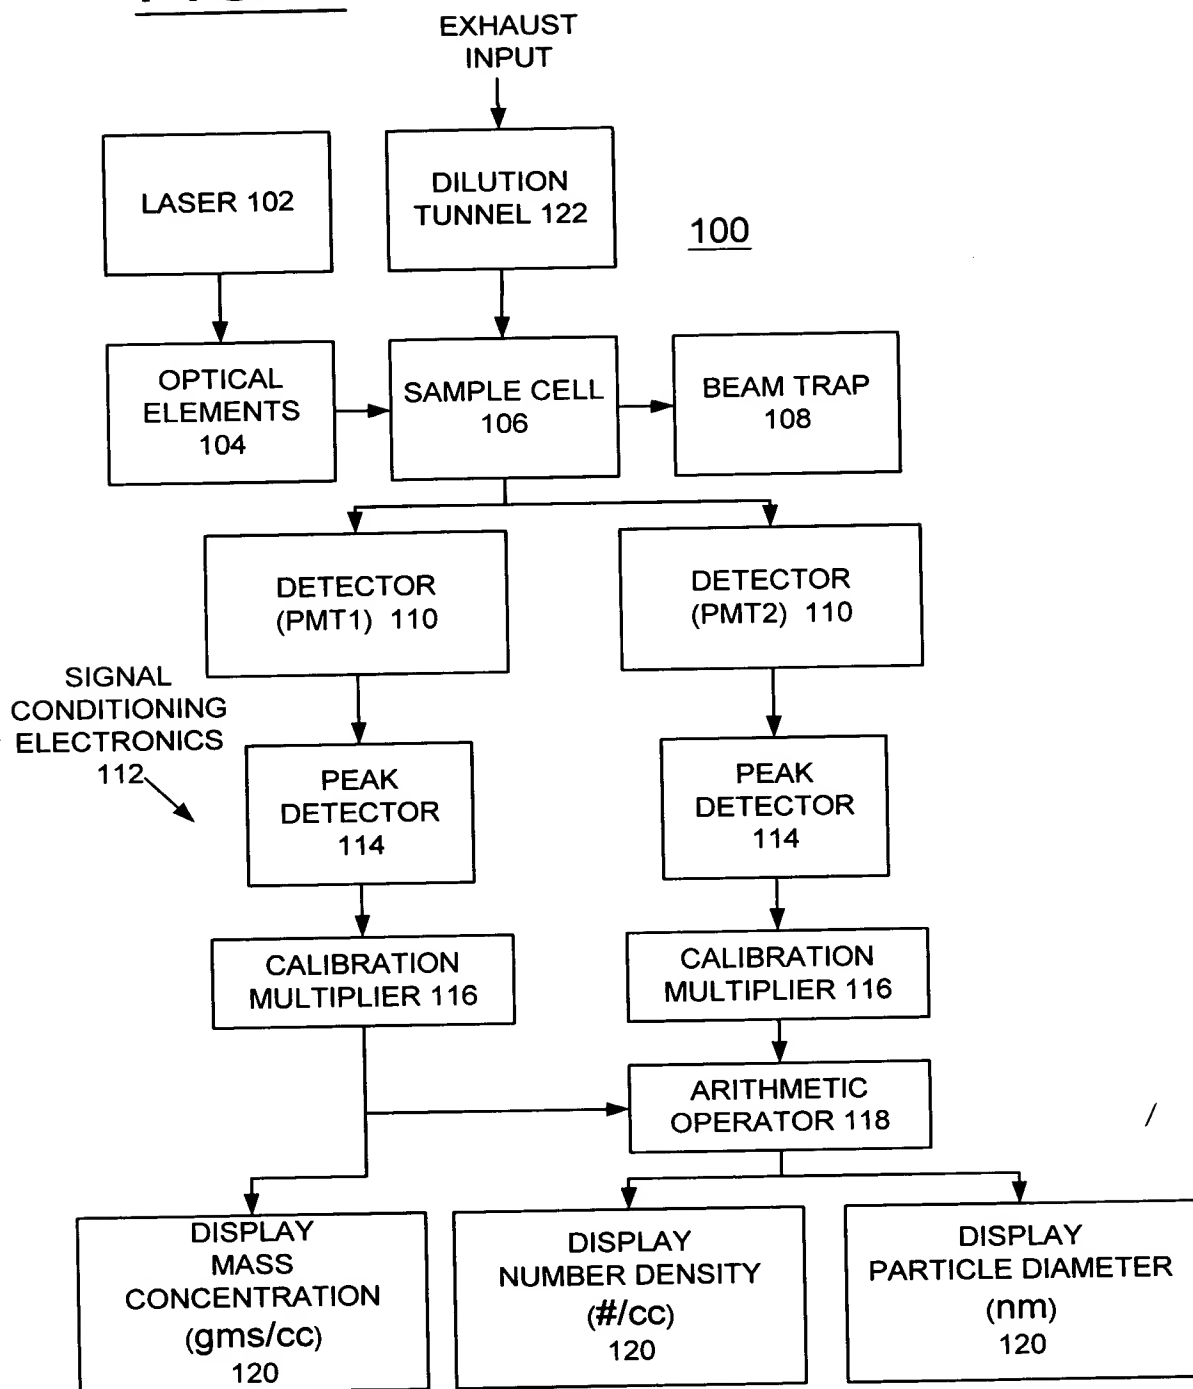 EXHAUST
INPUT
LASER 102
DILUTION
TUNNEL 122
100
OPTICAL
ELEMENTS
104
SAMPLE CELL
106
BEAM TRAP
108
DETECTOR
(PMT1) 110
DETECTOR
(PMT2) 110
SIGNAL
CONDITIONING
ELECTRONICS
112
PEAK
DETECTOR
114
PEAK
DETECTOR
114
CALIBRATION
MULTIPLIER 116
CALIBRATION
MULTIPLIER 116
ARITHMETIC
OPERATOR 118
DISPLAY
MASS
CONCENTRATION
(gms/cc)
120
DISPLAY
NUMBER DENSITY
(#/cc)
120
DISPLAY
PARTICLE DIAMETER
(nm)
120